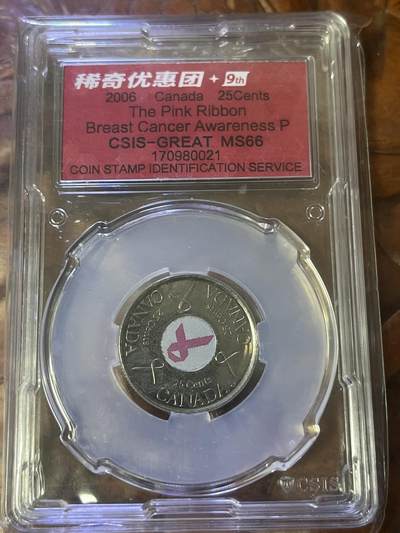 稀奇优惠团 + 9th
2006 Canada 25Cents
The Pink Ribbon
Breast Cancer Awareness P
CSIS-GREAT MS66
170980021
COIN STAMP IDENTIFICATION SERVICE
CANADA
CANADA
P
25 Cents
CANADA
CSIS